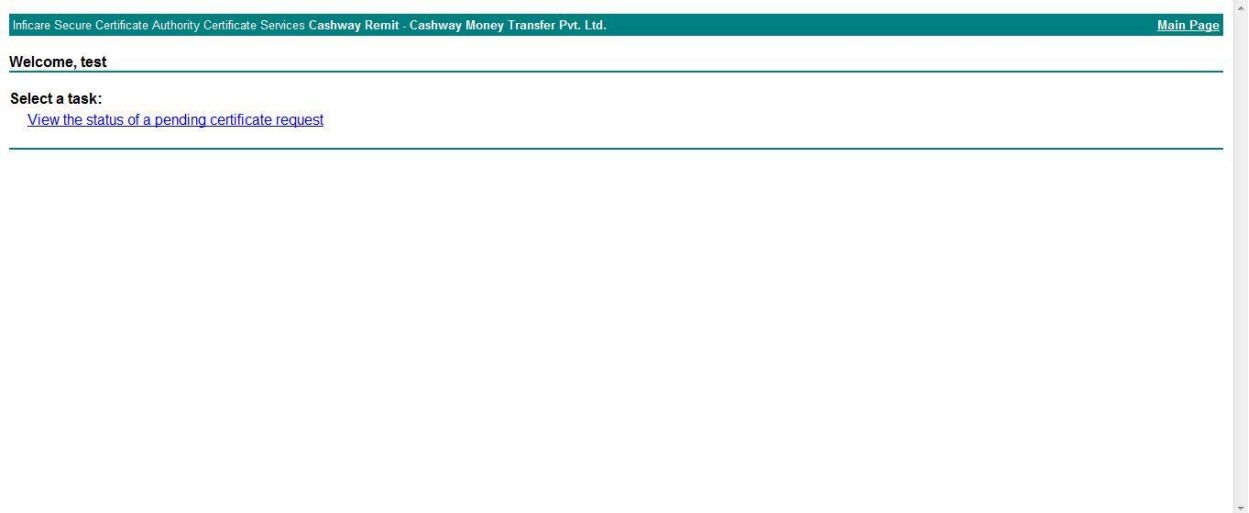 Inficare Secure Certificate Authority Certificate Services Cashway Remit - Cashway Money Transfer Pvt. Ltd. Main Page
Welcome, test
Select a task:
View the status of a pending certificate request